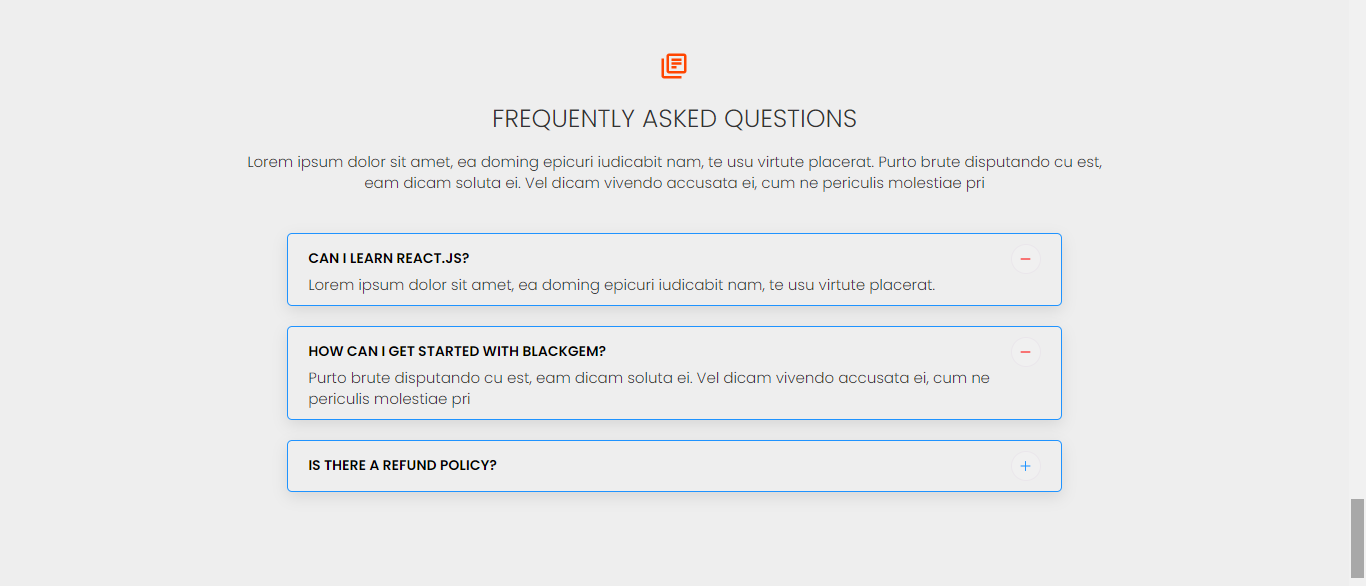 FREQUENTLY ASKED QUESTIONS
Lorem ipsum dolor sit amet, ea doming epicuri iudicabit nam, te usu virtute placerat. Purto brute disputando cu est,
eam dicam soluta ei. Vel dicam vivendo accusata ei, cum ne periculis molestiae pri
CAN I LEARN REACT.JS?
Lorem ipsum dolor sit amet, ea doming epicuri iudicabit nam, te usu virtute placerat.
HOW CAN I GET STARTED WITH BLACKGEM?
Purto brute disputando cu est, eam dicam soluta ei. Vel dicam vivendo accusata ei, cum ne
periculis molestiae pri
IS THERE A REFUND POLICY?